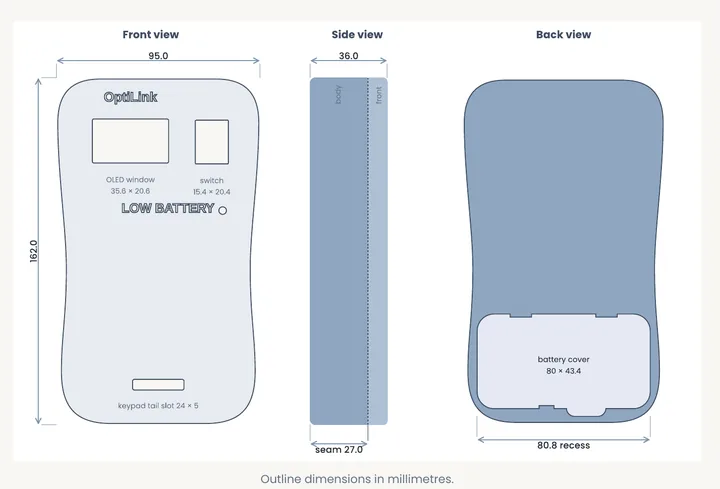 Front view
Side view
Back view
95.0
36.0
OptiLink
body
front
OLED window
35.6 × 20.6
switch
15.4 × 20.4
LOW BATTERY
162.0
battery cover
80 × 43.4
keypad tail slot 24 × 5
seam 27.0
80.8 recess
Outline dimensions in millimetres.